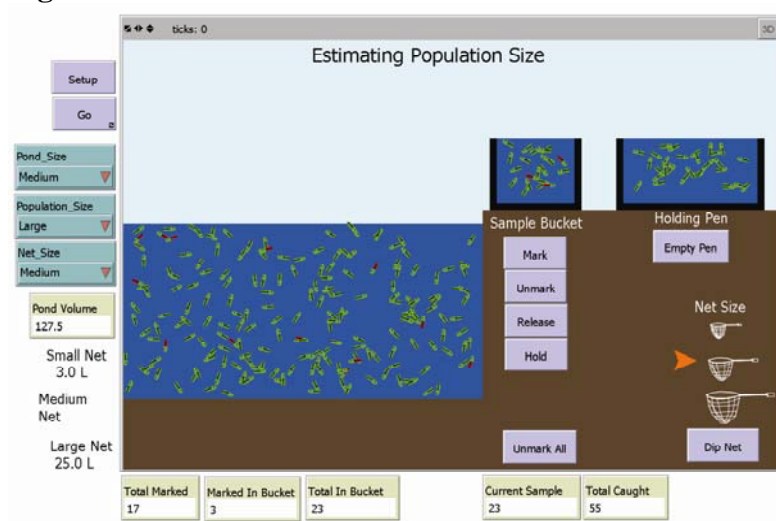 ticks: 0
3D
Estimating Population Size
Setup
Go
Pond_Size
Medium
Population_Size
Large
Net_Size
Medium
Pond Volume
127.5
Small Net
3.0 L
Medium
Net
Large Net
25.0 L
Sample Bucket
Mark
Unmark
Release
Hold
Unmark All
Holding Pen
Empty Pen
Net Size
Dip Net
Total Marked
17
Marked In Bucket
3
Total In Bucket
23
Current Sample
23
Total Caught
55